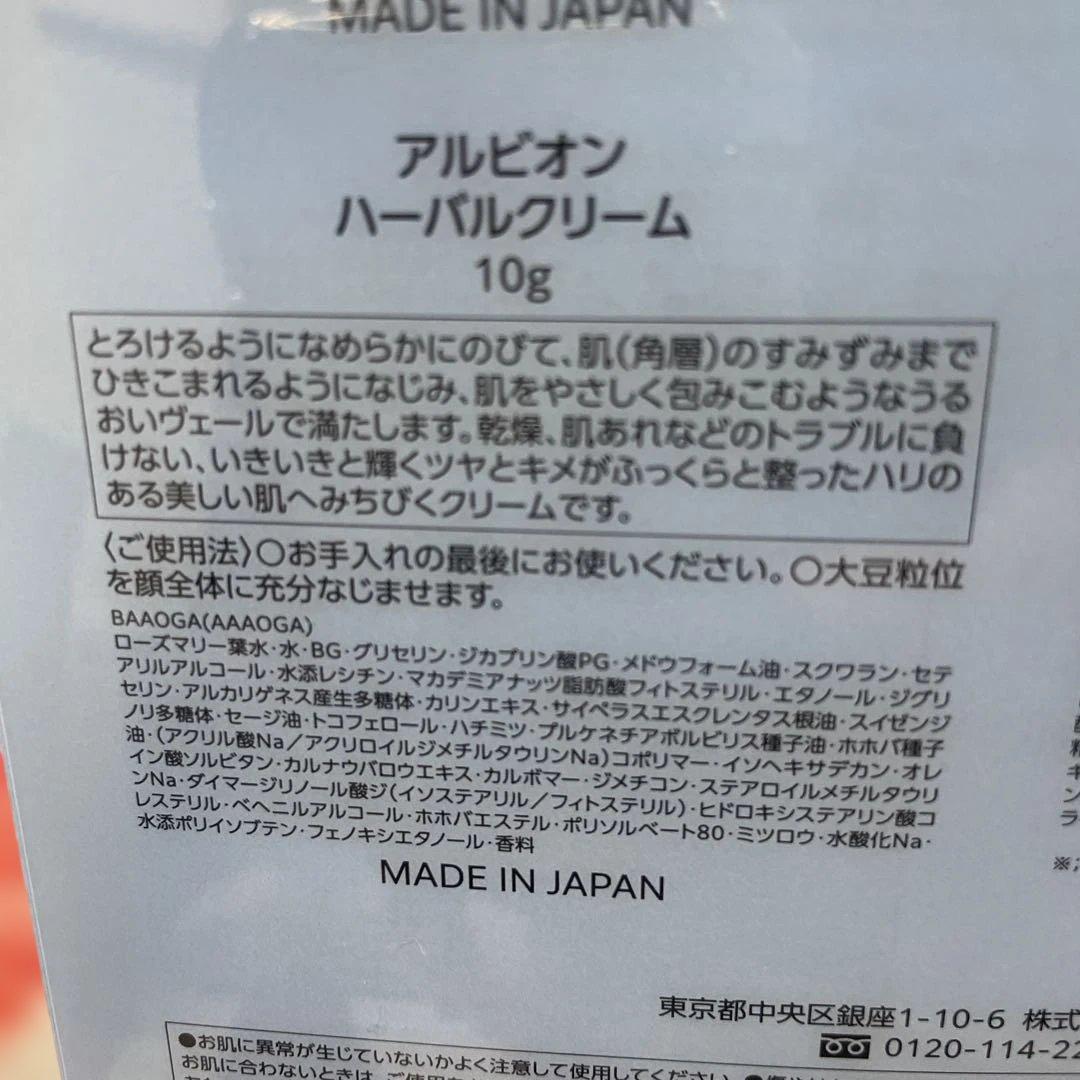 MADE IN JAPAN
アルビオン
ハーバルクリーム
10g
とろけるようになめらかにのびて、肌(角層)のすみずみまで
ひきこまれるようになじみ、肌をやさしく包みこむようなうる
おいヴェールで満たします。乾燥、肌あれなどのトラブルに負
けない、いきいきと輝くツヤとキメがふっくらと整ったハリの
ある美しい肌へみちびくクリームです。
〈ご使用法〉○お手入れの最後にお使いください。○大豆粒位
を顔全体に充分なじませます。
BAAOGA(AAAOGA)
ローズマリー葉水・水・BG・グリセリン・ジカプリン酸PG・メドウフォーム油・スクワラン・セテ
アリルアルコール・水添レシチン・マカデミアナッツ脂肪酸フィトステリル・エタノール・ジグリ
セリン・アルカリゲネス産生多糖体・カリンエキス・サイペラスエスクレンタス根油・スイゼンジ
ノリ多糖体・セージ油・トコフェロール・ハチミツ・プルケネチアボルビリス種子油・ホホバ種子
油・(アクリル酸Na/アクリロイルジメチルタウリンNa)コポリマー・イソヘキサデカン・オレ
イン酸ソルビタン・カルナウバロウエキス・カルボマー・ジメチコン・ステアロイルメチルタウリ
ンNa・ダイマージリノール酸ジ(イソステアリル/フィトステリル)・ヒドロキシステアリン酸コ
レステリル・ベヘニルアルコール・ホホバエステル・ポリソルベート80・ミツロウ・水酸化Na・
水添ポリイソブテン・フェノキシエタノール・香料
MADE IN JAPAN
東京都中央区銀座1-10-6 株式
0120-114-22
●お肌に異常が生じていないかよく注意して使用してください。
お肌に合わないときは、ご使用を